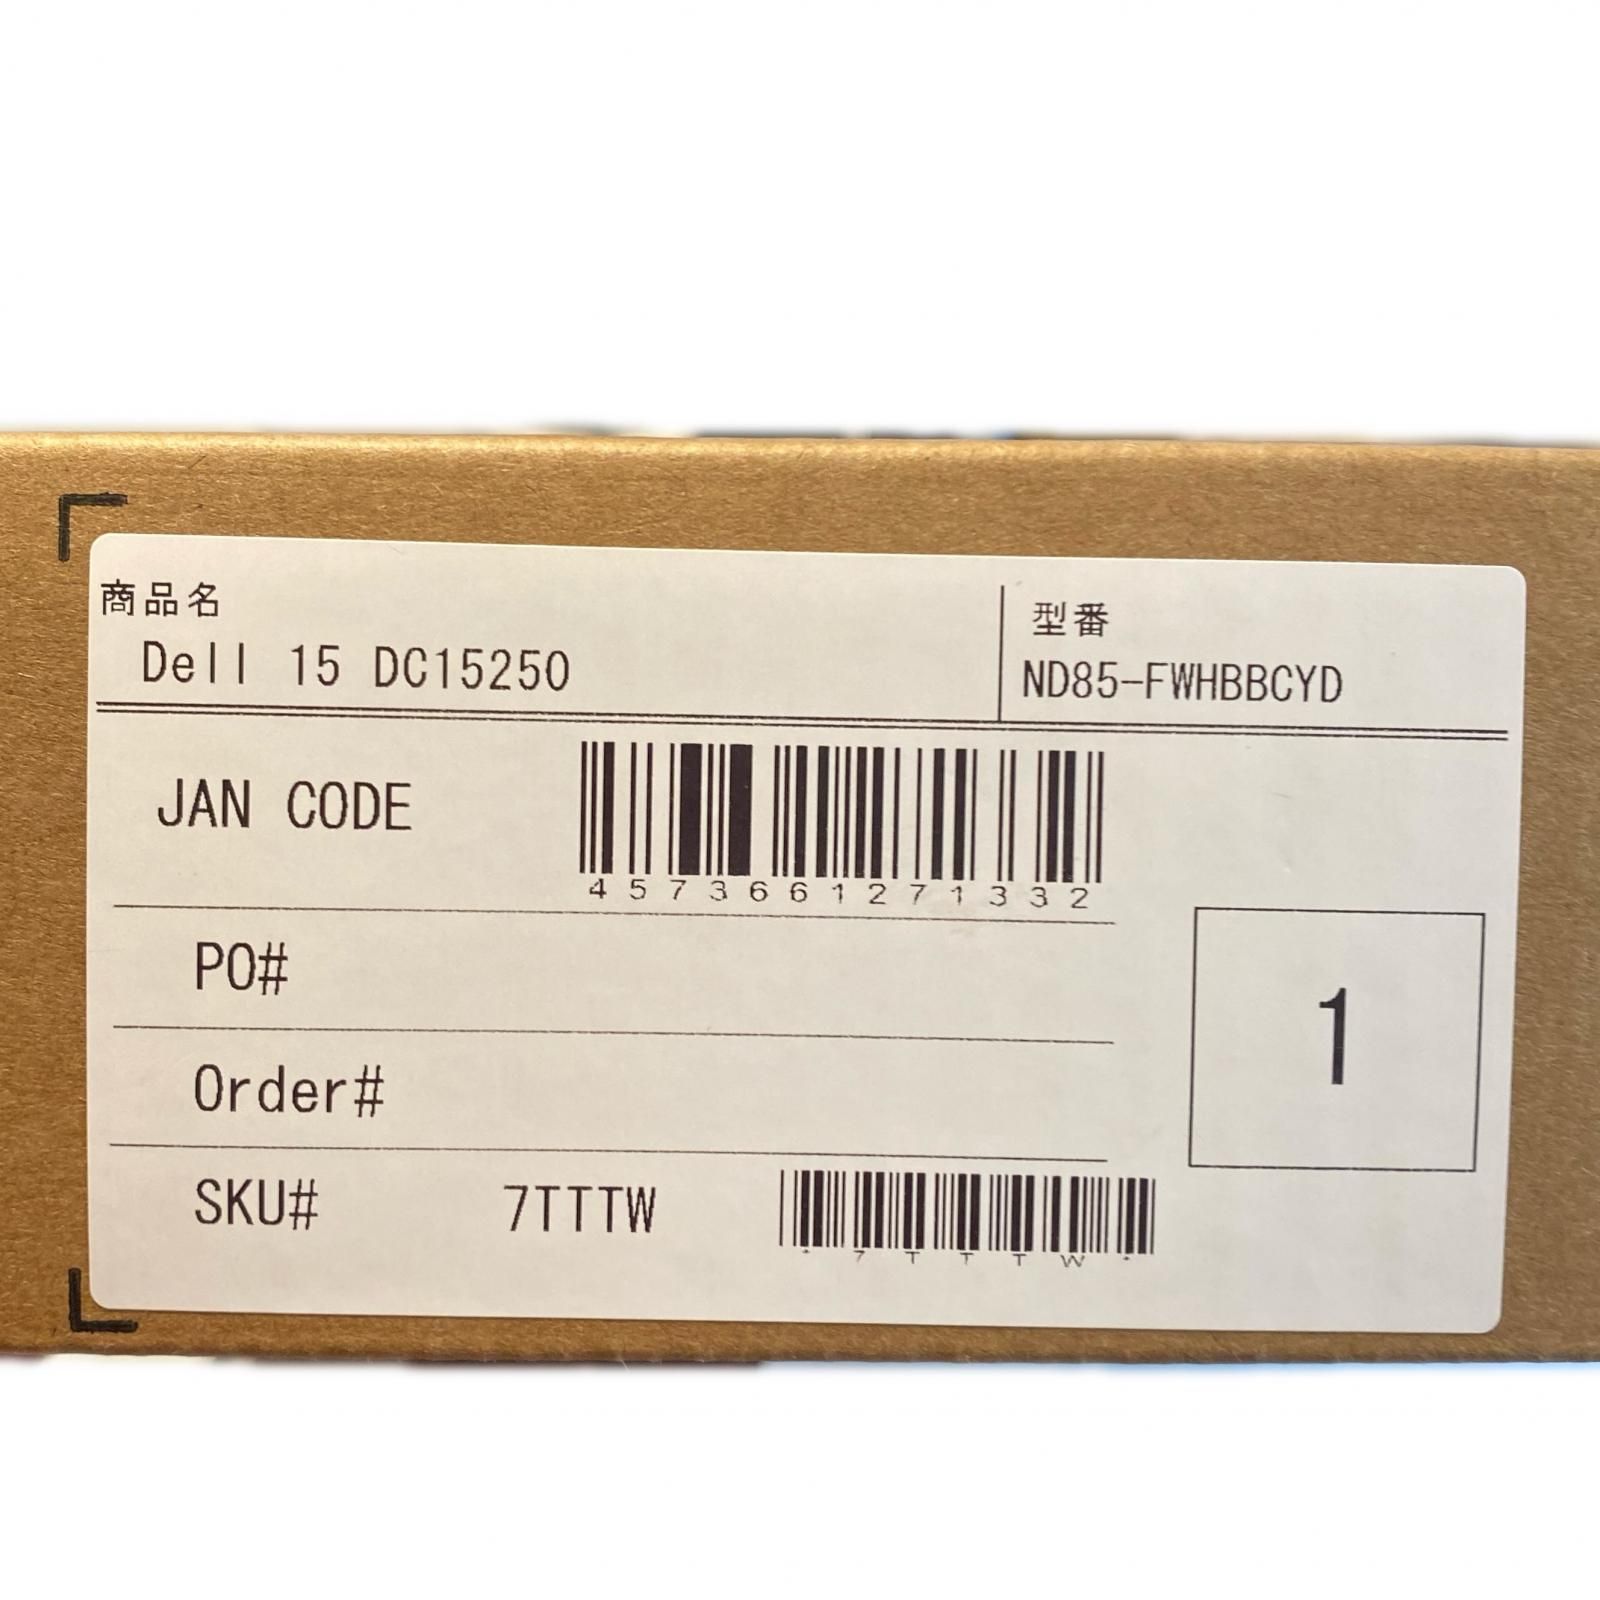 商品名
Dell 15 DC15250
型番
ND85-FWHBBCYD
JAN CODE
4573661271332
PO#
Order#
1
SKU# 7TTTW
*7TTTW*